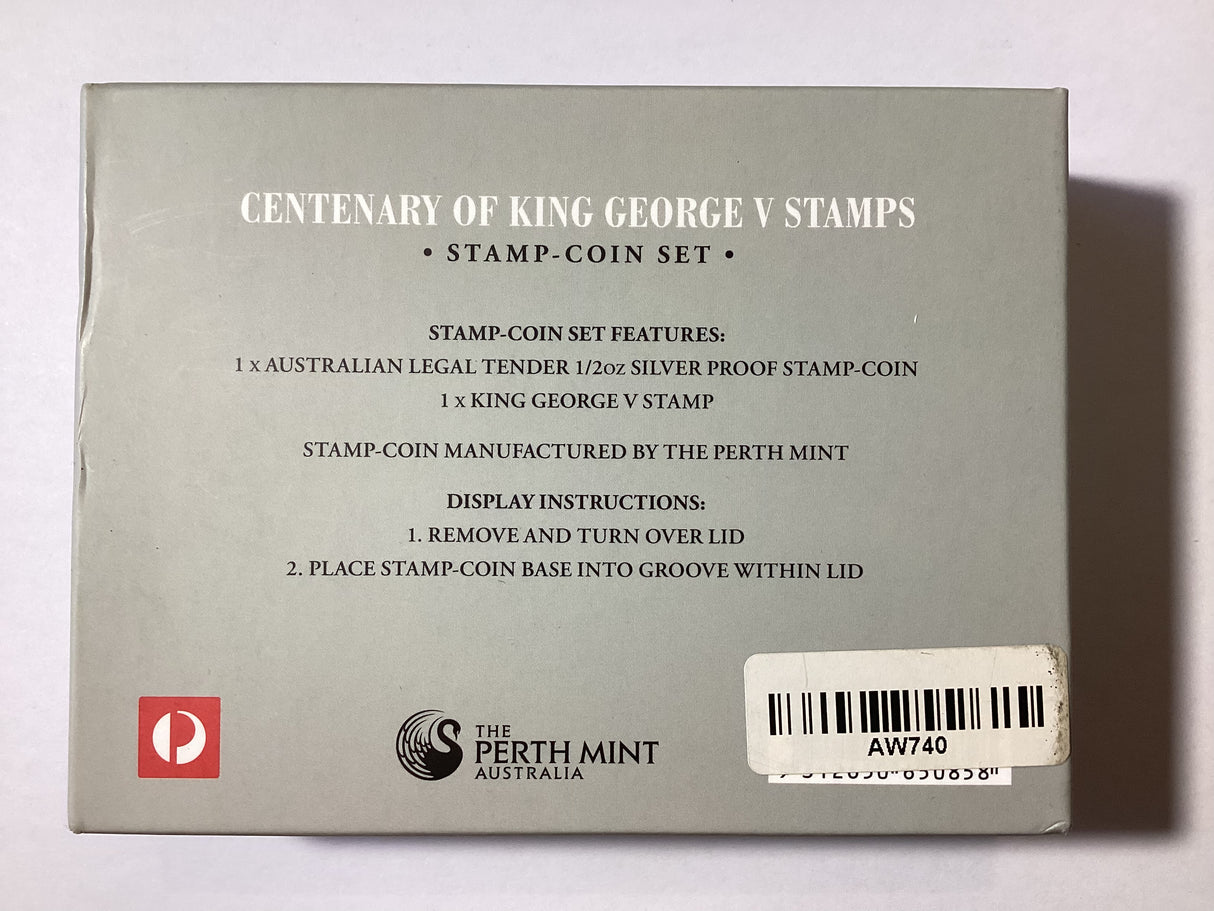 CENTENARY OF KING GEORGE V STAMPS
• STAMP-COIN SET •
STAMP-COIN SET FEATURES:
1 x AUSTRALIAN LEGAL TENDER 1/2oz SILVER PROOF STAMP-COIN
1 x KING GEORGE V STAMP
STAMP-COIN MANUFACTURED BY THE PERTH MINT
DISPLAY INSTRUCTIONS:
1. REMOVE AND TURN OVER LID
2. PLACE STAMP-COIN BASE INTO GROOVE WITHIN LID
THE
PERTH MINT
AUSTRALIA
AW740